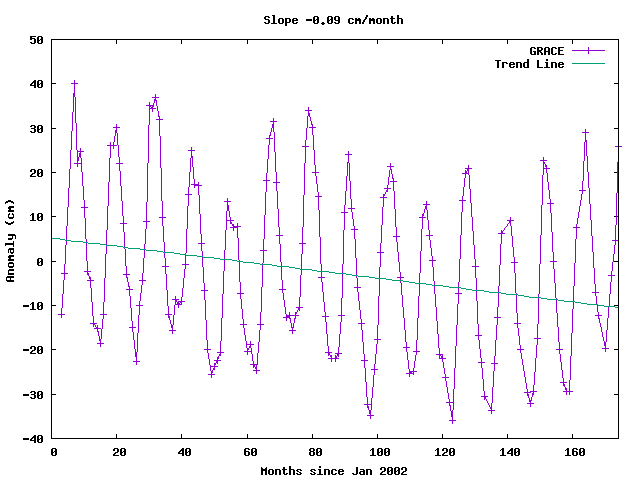 Slope -0.09 cm/month
GRACE
Trend Line
50
40
30
20
10
0
-10
-20
-30
-40
Anomaly (cm)
0 20 40 60 80 100 120 140 160
Months since Jan 2002